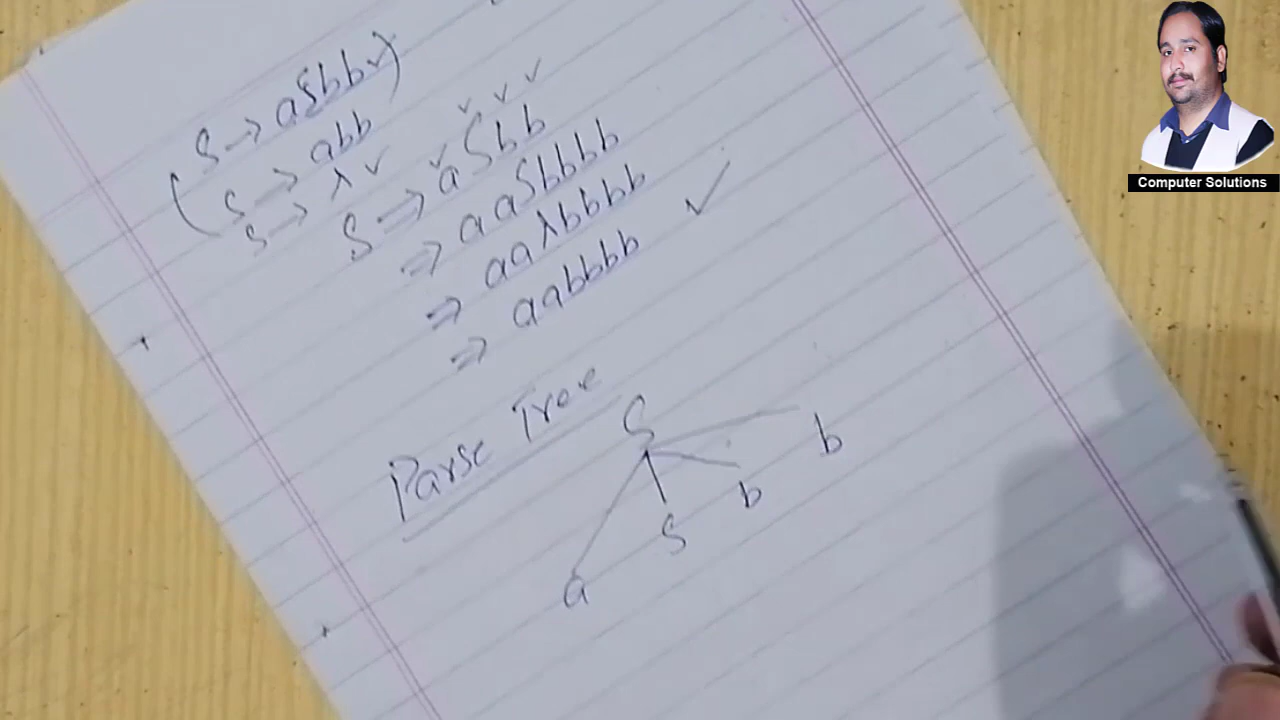 (S → aSbb✓)
S → abb
S → λ ✓
S ⇒ aSbb
⇒ aaSbbbb
⇒ aaλbbbb
⇒ aabbbb ✓
Parse Tree
S
a S b b
Computer Solutions